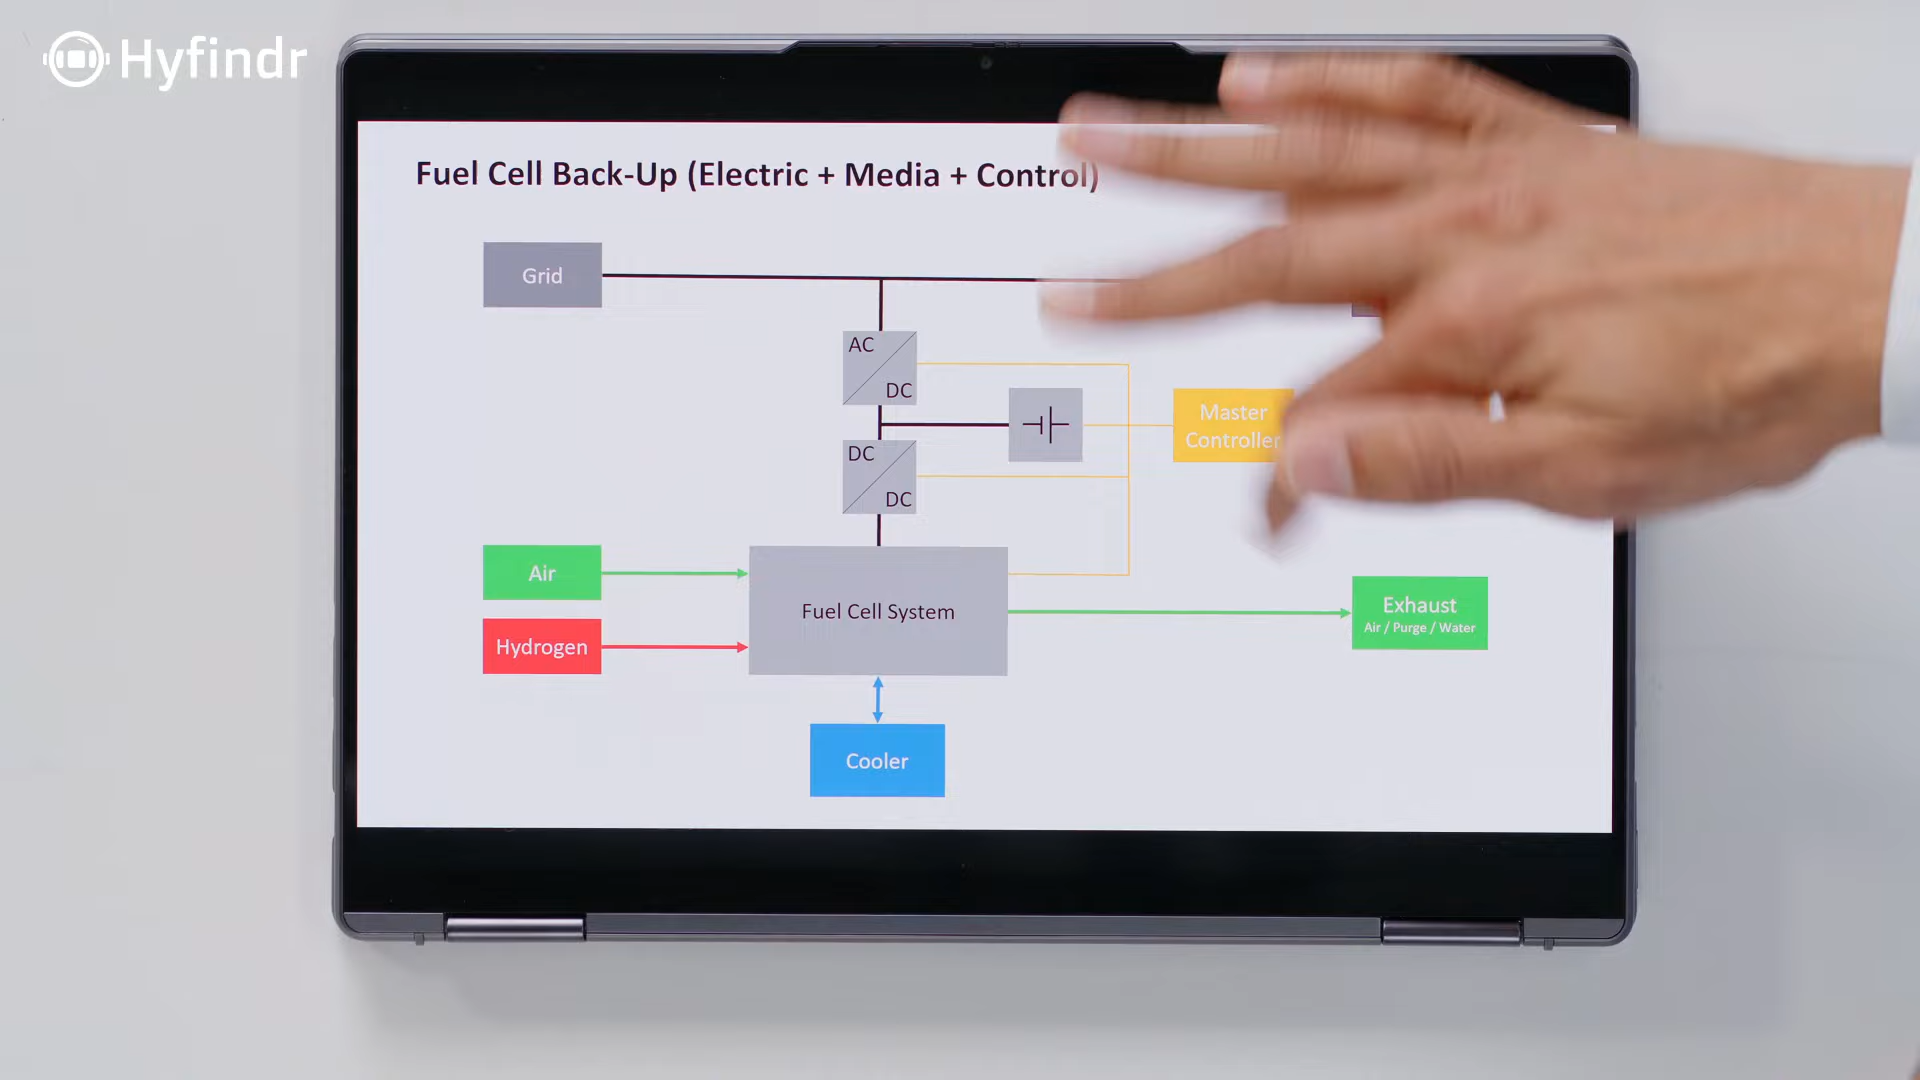 Hyfindr
Fuel Cell Back-Up (Electric + Media + Control)
Grid
AC
DC
Master
Controller
DC
DC
Air
Fuel Cell System
Exhaust
Air / Purge / Water
Hydrogen
Cooler